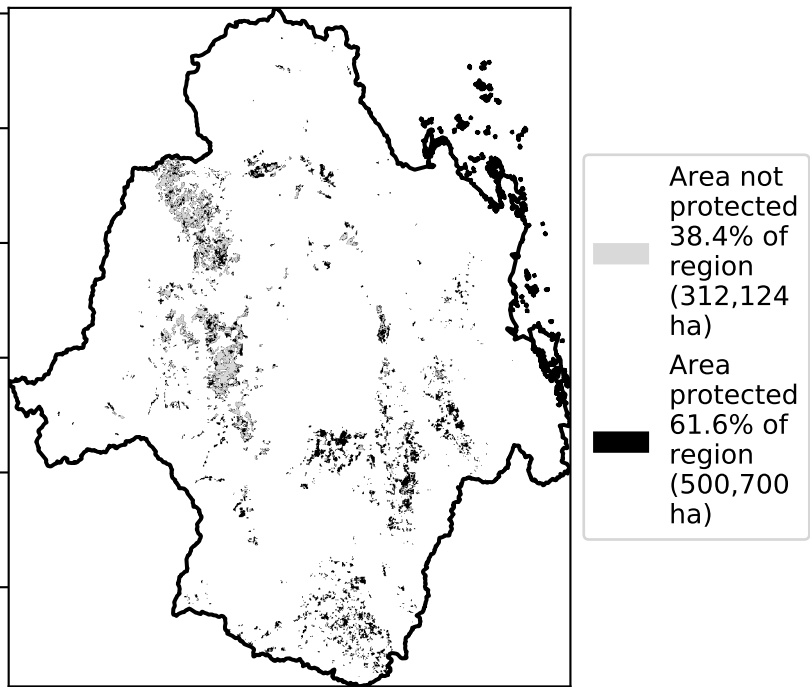 Area not
protected
38.4% of
region
(312,124
ha)
Area
protected
61.6% of
region
(500,700
ha)